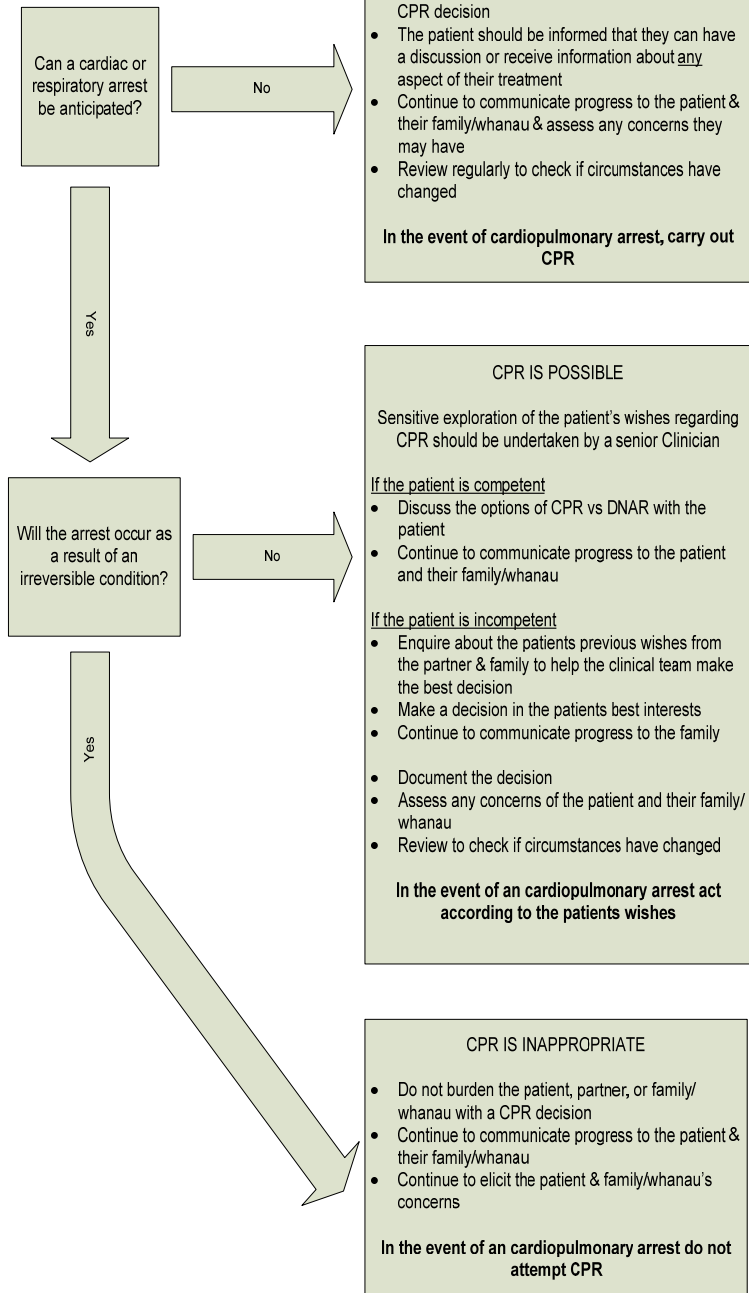 Can a cardiac or
respiratory arrest
be anticipated?
No
CPR decision
• The patient should be informed that they can have
a discussion or receive information about any
aspect of their treatment
• Continue to communicate progress to the patient &
their family/whanau & assess any concerns they
may have
• Review regularly to check if circumstances have
changed
In the event of cardiopulmonary arrest, carry out
CPR
Yes
Will the arrest occur as
a result of an
irreversible condition?
No
CPR IS POSSIBLE
Sensitive exploration of the patient's wishes regarding
CPR should be undertaken by a senior Clinician
If the patient is competent
• Discuss the options of CPR vs DNAR with the
patient
• Continue to communicate progress to the patient
and their family/whanau
If the patient is incompetent
• Enquire about the patients previous wishes from
the partner & family to help the clinical team make
the best decision
• Make a decision in the patients best interests
• Continue to communicate progress to the family
• Document the decision
• Assess any concerns of the patient and their family/
whanau
• Review to check if circumstances have changed
In the event of an cardiopulmonary arrest act
according to the patients wishes
Yes
CPR IS INAPPROPRIATE
• Do not burden the patient, partner, or family/
whanau with a CPR decision
• Continue to communicate progress to the patient &
their family/whanau
• Continue to elicit the patient & family/whanau's
concerns
In the event of an cardiopulmonary arrest do not
attempt CPR